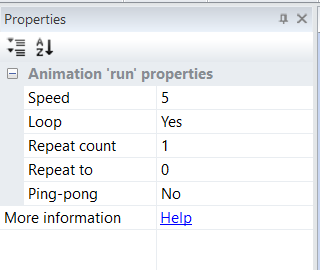 Properties
A
Z
Animation 'run' properties
Speed 5
Loop Yes
Repeat count 1
Repeat to 0
Ping-pong No
More information Help